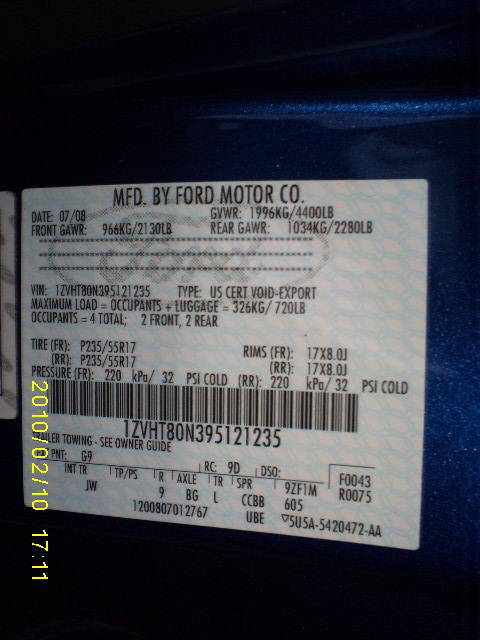 MFD. BY FORD MOTOR CO.
DATE: 07/08 GVWR: 1996KG/4400LB
FRONT GAWR: 966KG/2130LB REAR GAWR: 1034KG/2280LB
VIN: 1ZVHT80N395121235 TYPE: US CERT VOID-EXPORT
MAXIMUM LOAD = OCCUPANTS + LUGGAGE = 326KG/720LB
OCCUPANTS = 4 TOTAL; 2 FRONT, 2 REAR
TIRE (FR): P235/55R17 RIMS (FR): 17X8.0J
(RR): P235/55R17 (RR): 17X8.0J
PRESSURE (FR): 220 kPa/ 32 PSI COLD (RR): 220 kPa/ 32 PSI COLD
1ZVHT80N395121235
TRAILER TOWING - SEE OWNER GUIDE
PNT: G9 RC: 9D DSO: F0043
INT TR TP/PS R AXLE TR SPR 9ZF1M R0075
JW 9 BG L CCBB 605
1200807012767 UBE ▽5U5A-5420472-AA
2010/02/10 17:11